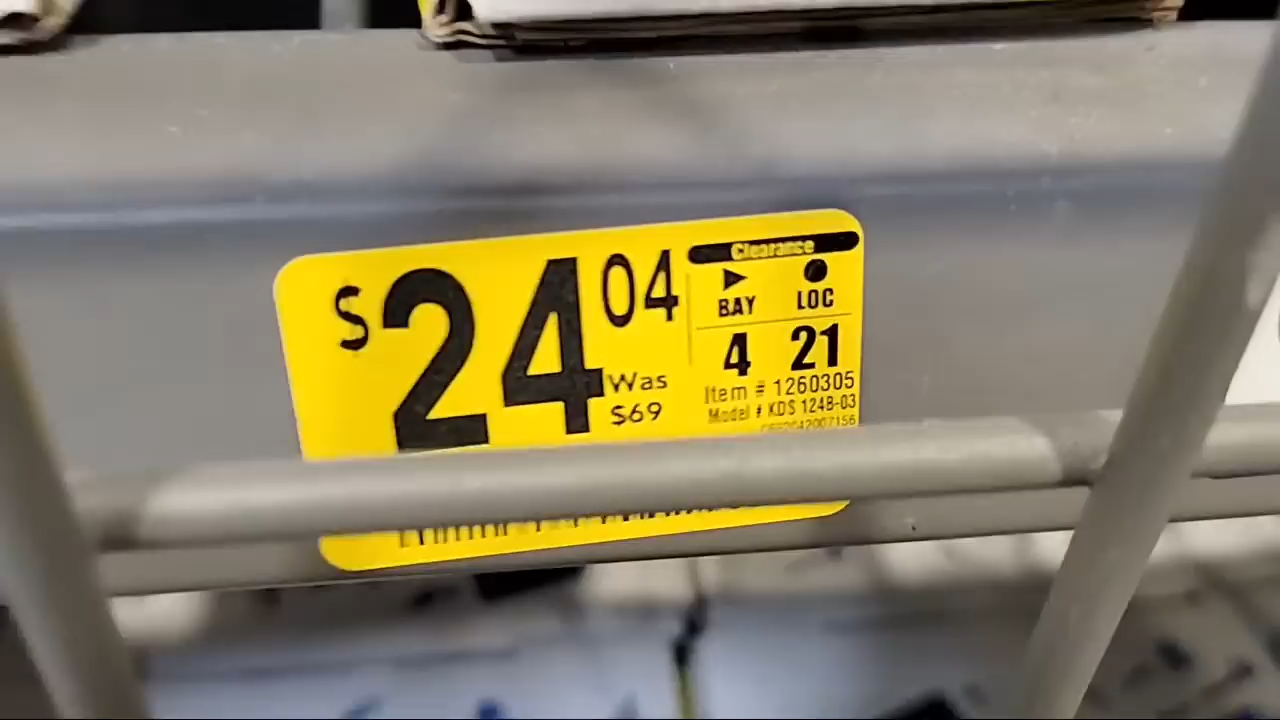 $24 04
Was
$69
Clearance
BAY LOC
4 21
Item # 1260305
Model # KDS 124B-03